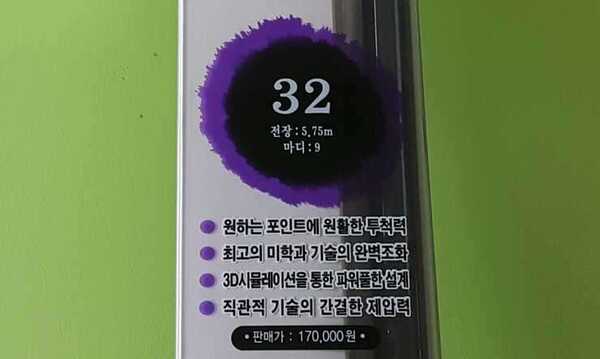 32
전장 : 5.75m
마디 : 9
원하는 포인트에 원활한 투척력
최고의 미학과 기술의 완벽조화
3D시뮬레이션을 통한 파워풀한 설계
직관적 기술의 간결한 제압력
• 판매가 : 170,000원 •